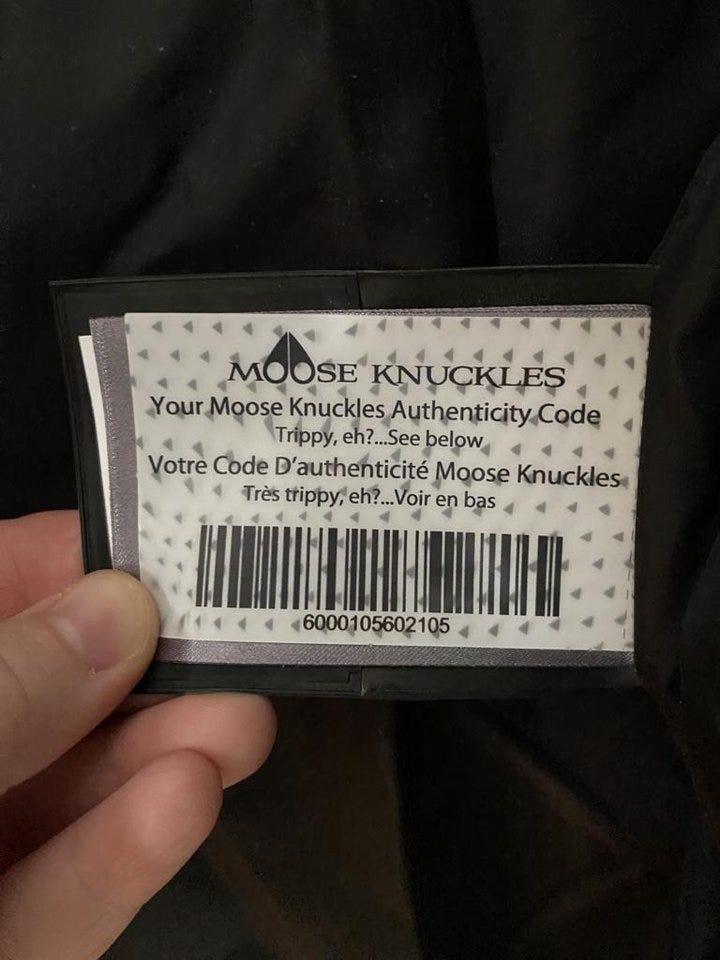 MOOSE KNUCKLES
Your Moose Knuckles Authenticity Code
Trippy, eh?...See below
Votre Code D'authenticité Moose Knuckles
Très trippy, eh?...Voir en bas
6000105602105